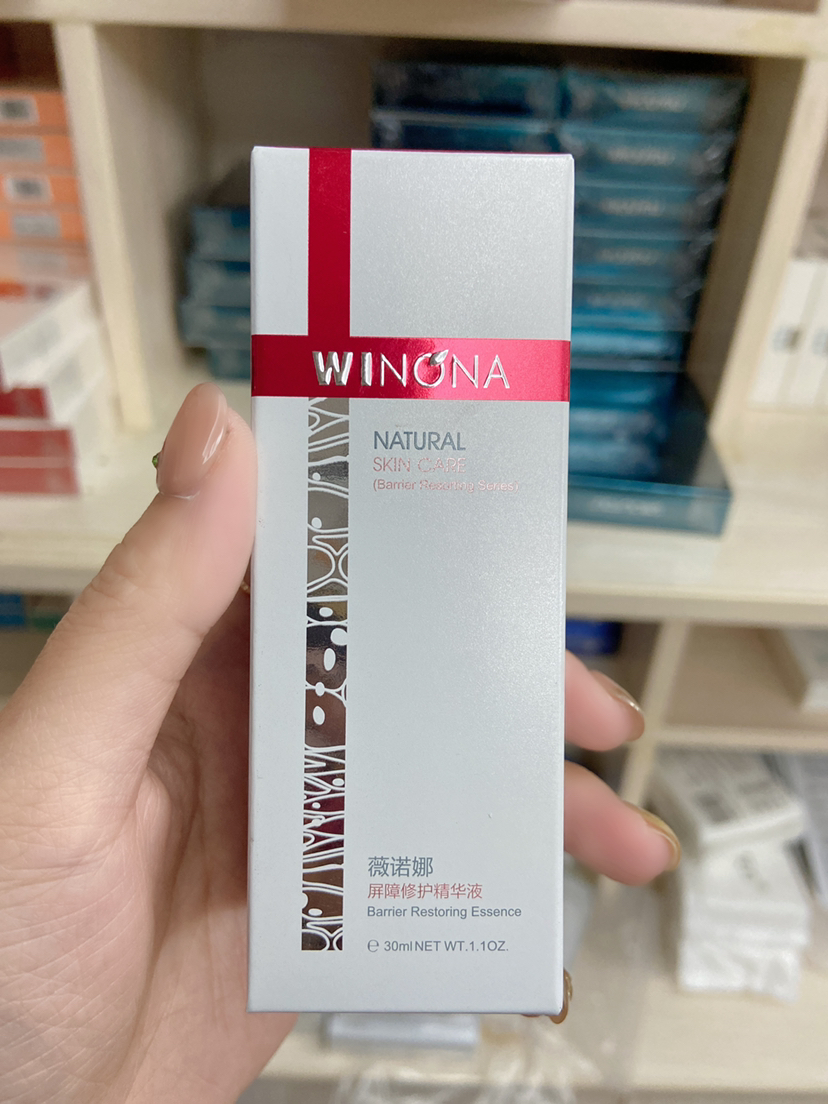 WINONA
NATURAL
SKIN CARE
(Barrier Restoring Series)
薇诺娜
屏障修护精华液
Barrier Restoring Essence
℮ 30ml NET WT.1.1OZ.